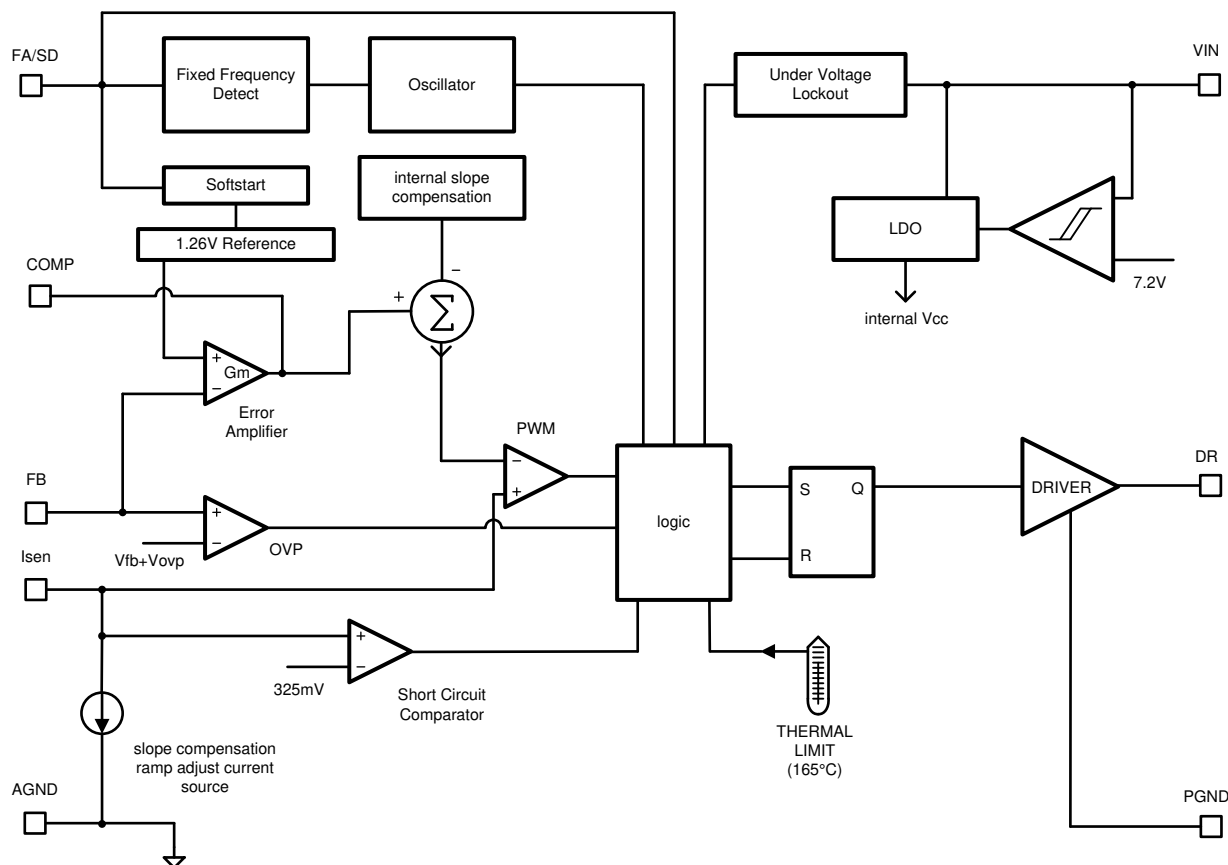 FA/SD
Fixed Frequency
Detect
Oscillator
Under Voltage
Lockout
VIN
Softstart
internal slope
compensation
1.26V Reference
LDO
7.2V
internal Vcc
COMP
−
+
Σ
+
Gm
−
Error
Amplifier
PWM
−
+
FB
+
−
Vfb+Vovp
OVP
logic
S
Q
R
DRIVER
DR
Isen
+
−
325mV
Short Circuit
Comparator
THERMAL
LIMIT
(165°C)
slope compensation
ramp adjust current
source
AGND
PGND